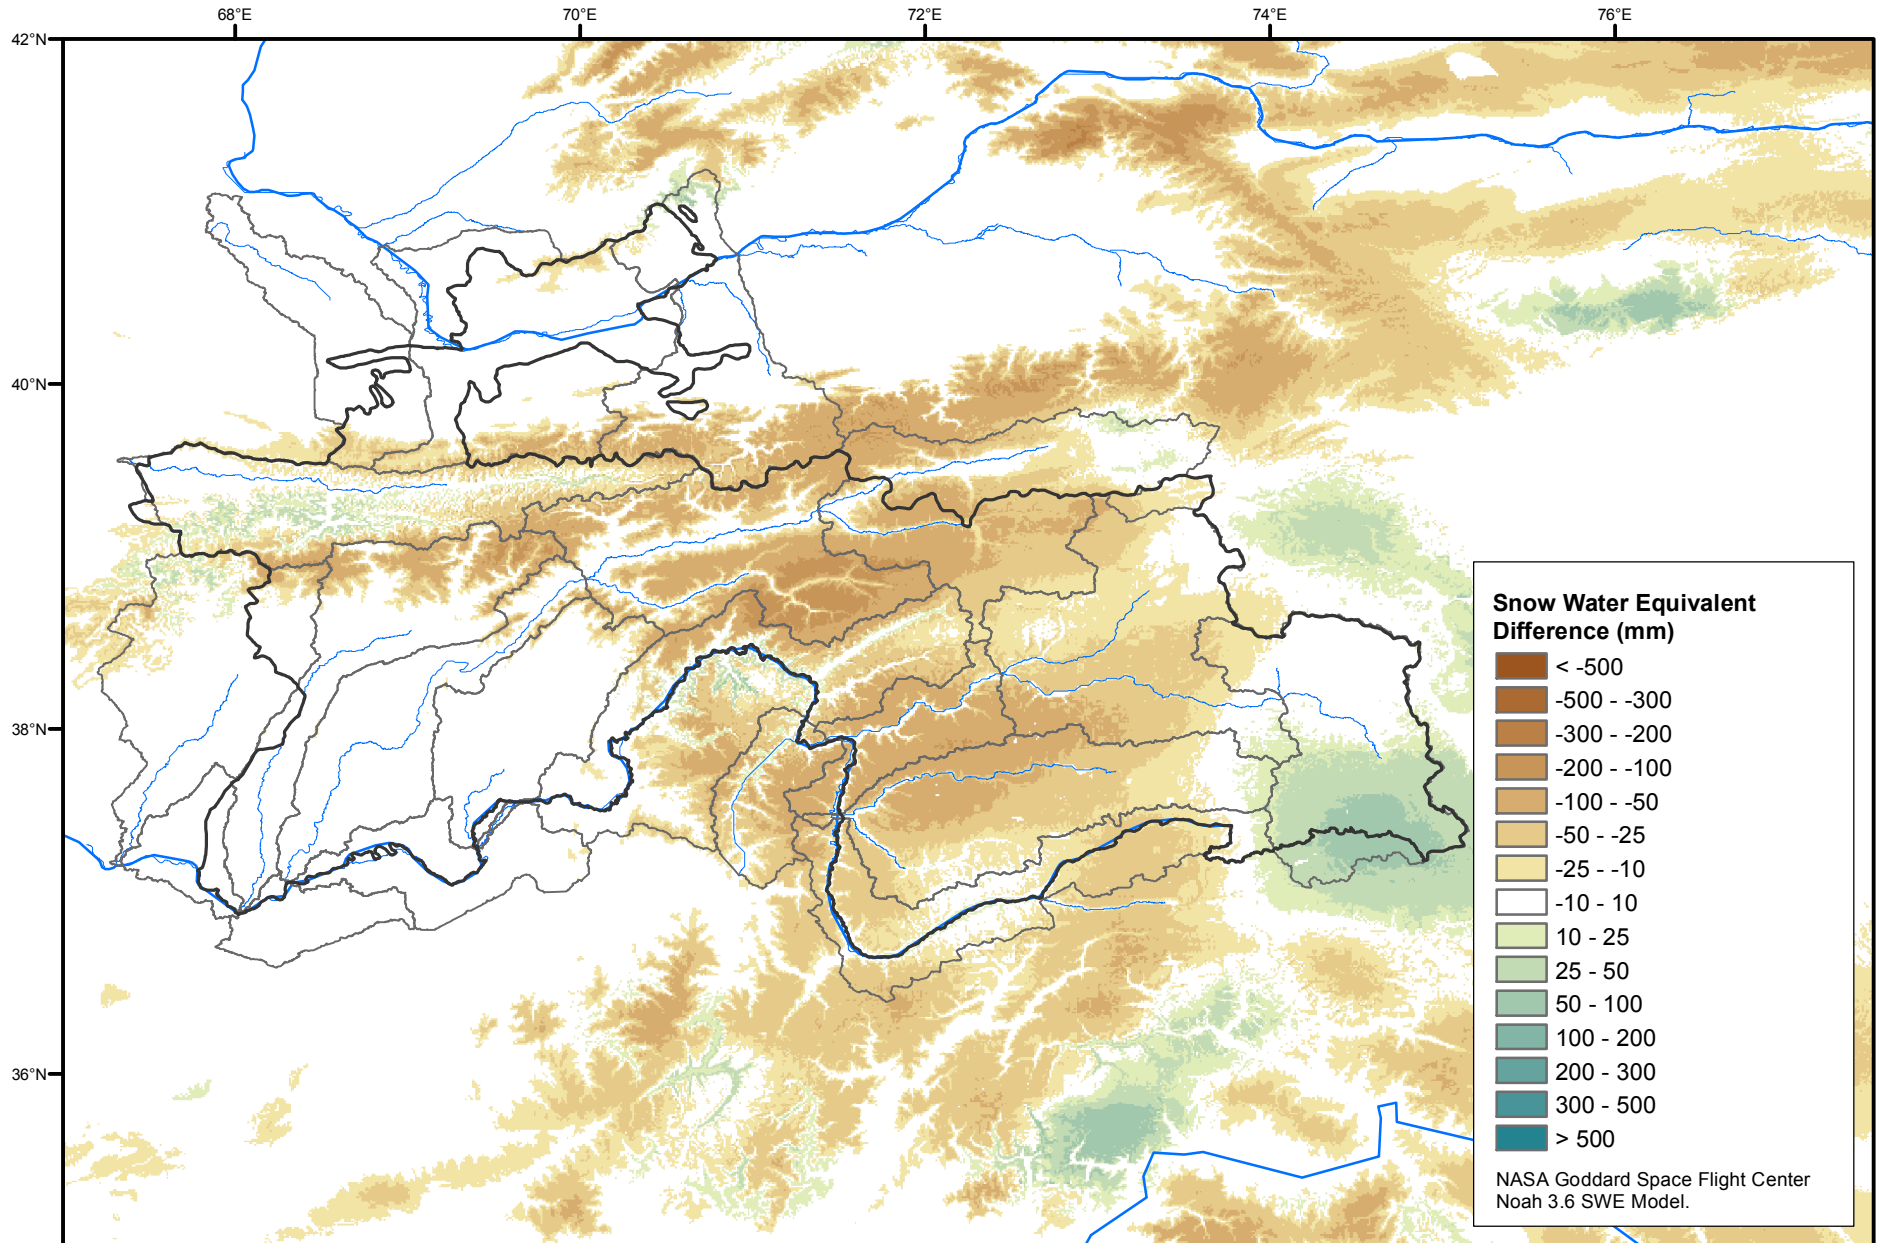 68°E 70°E 72°E 74°E 76°E
42°N
40°N
38°N
36°N
Snow Water Equivalent
Difference (mm)
< -500
-500 - -300
-300 - -200
-200 - -100
-100 - -50
-50 - -25
-25 - -10
-10 - 10
10 - 25
25 - 50
50 - 100
100 - 200
200 - 300
300 - 500
> 500
NASA Goddard Space Flight Center
Noah 3.6 SWE Model.